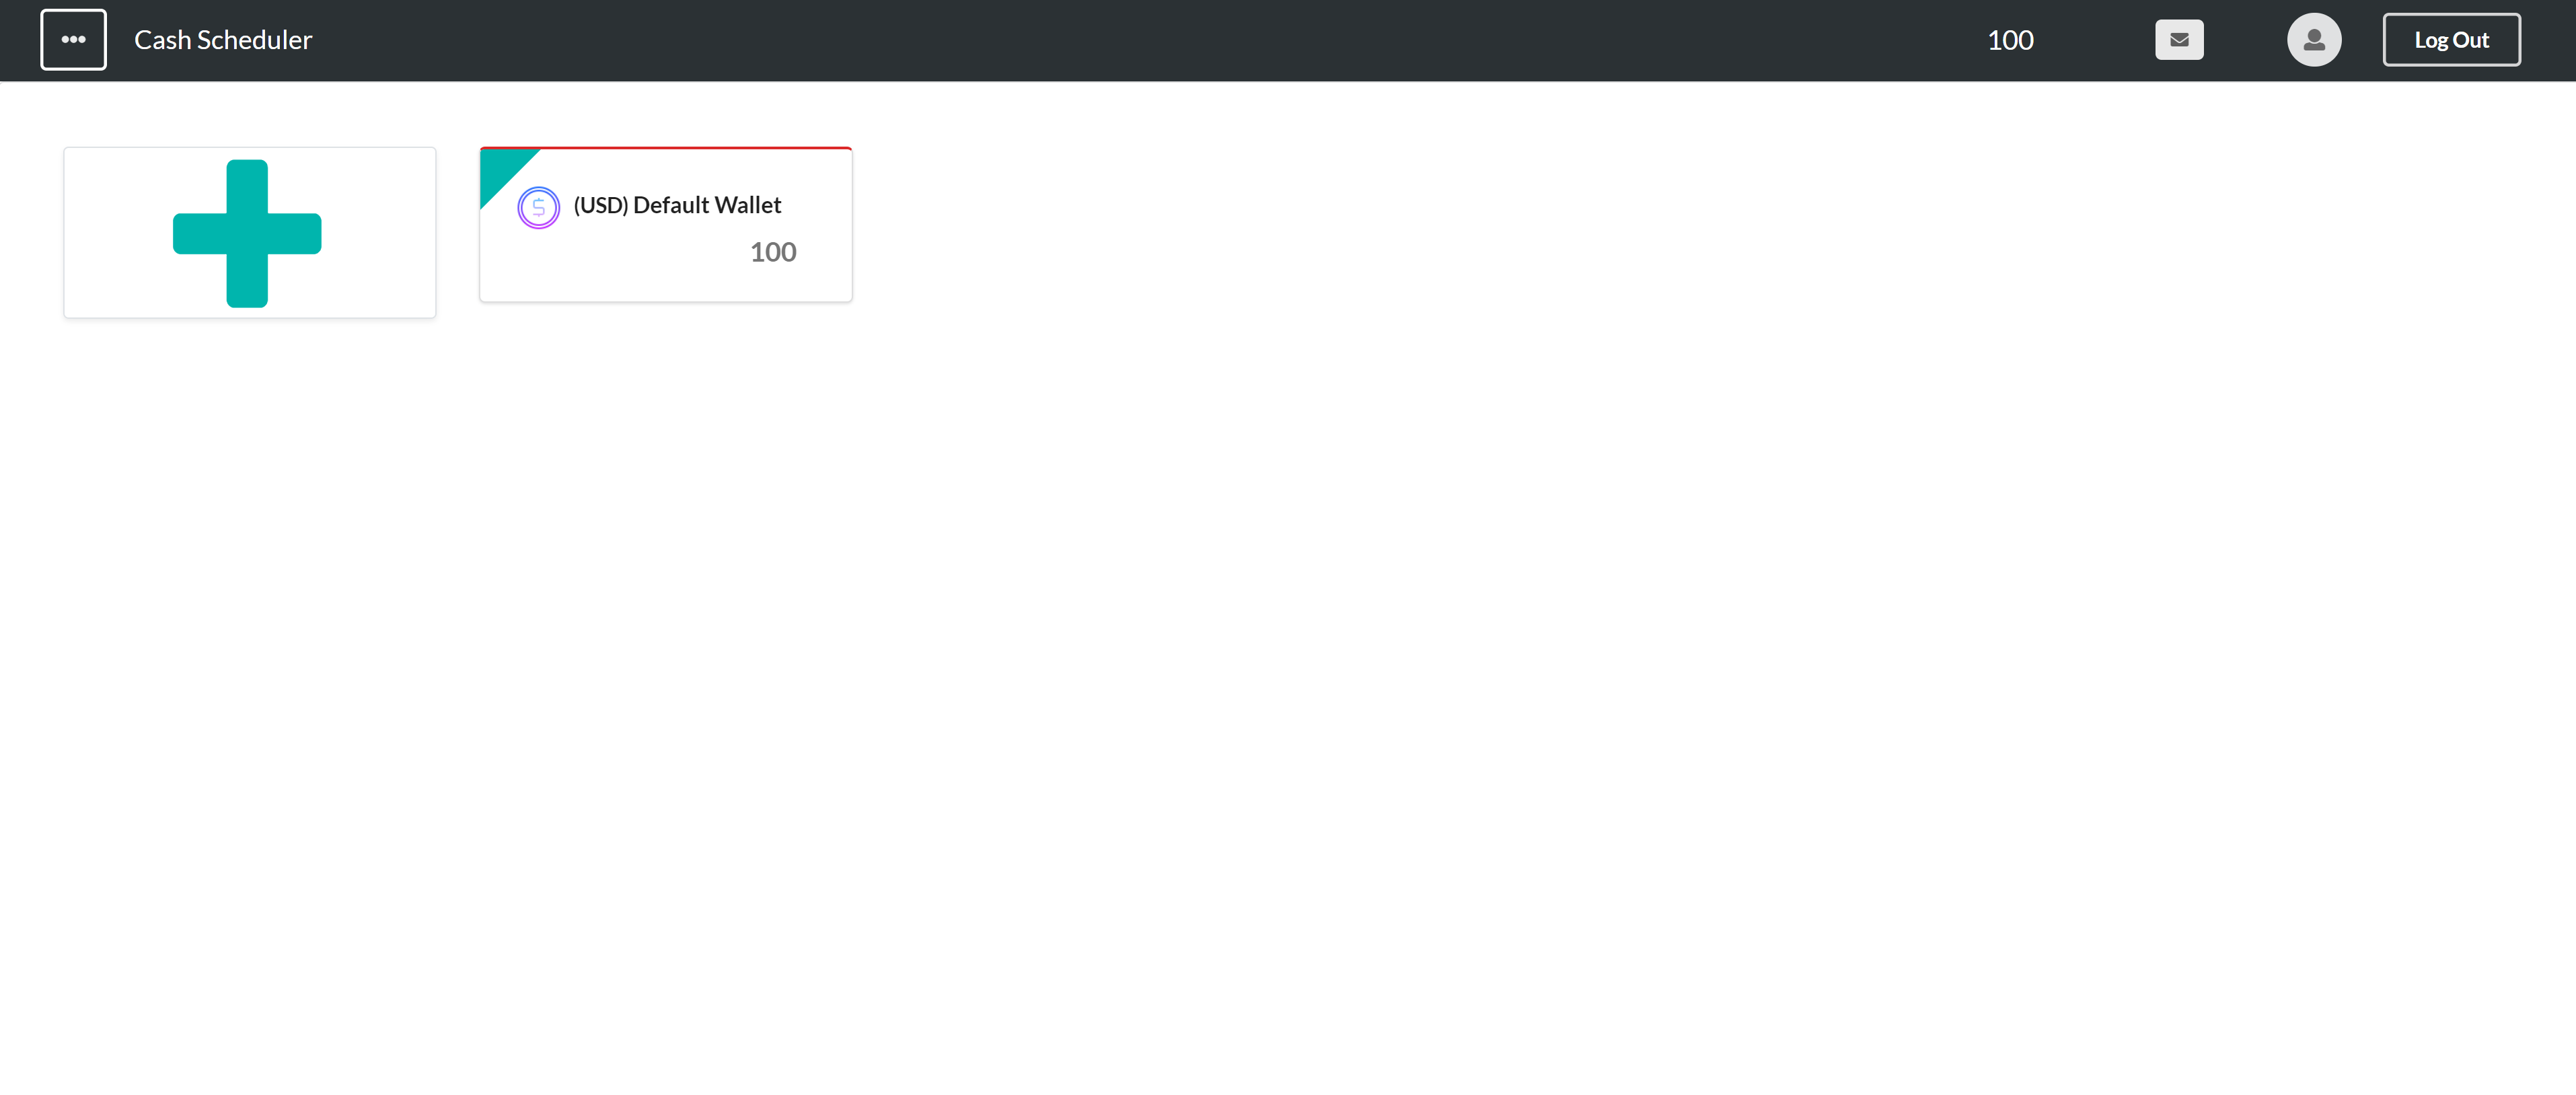 Cash Scheduler
100
Log Out
(USD) Default Wallet
100